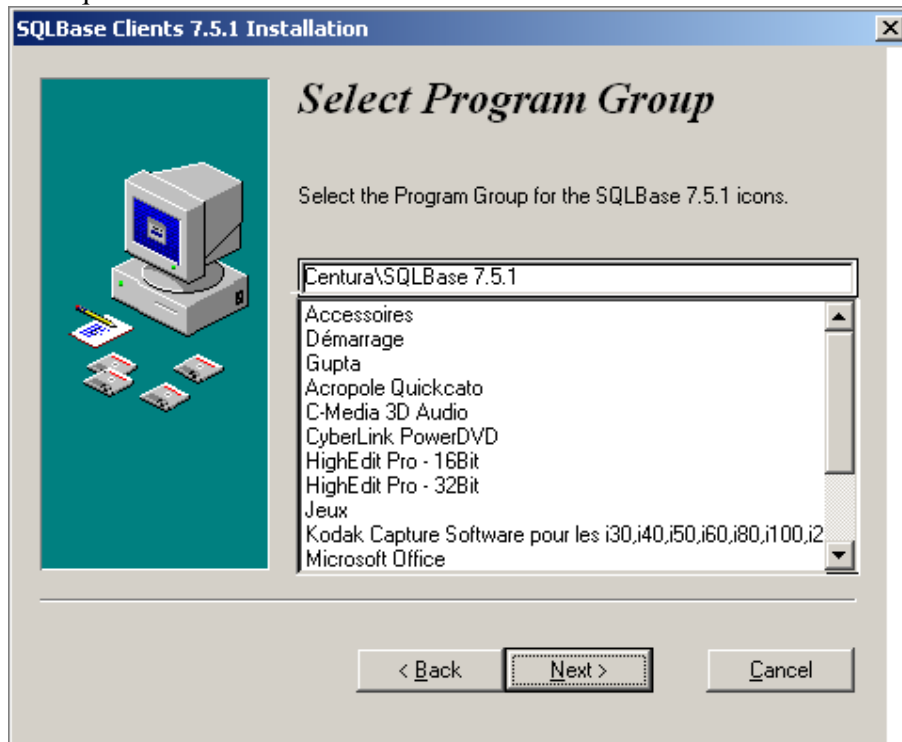 SQLBase Clients 7.5.1 Installation
Select Program Group
Select the Program Group for the SQLBase 7.5.1 icons.
Centura\SQLBase 7.5.1
Accessoires
Démarrage
Gupta
Acropole Quickcato
C-Media 3D Audio
CyberLink PowerDVD
HighEdit Pro - 16Bit
HighEdit Pro - 32Bit
Jeux
Kodak Capture Software pour les i30,i40,i50,i60,i80,i100,i2
Microsoft Office
< Back
Next >
Cancel